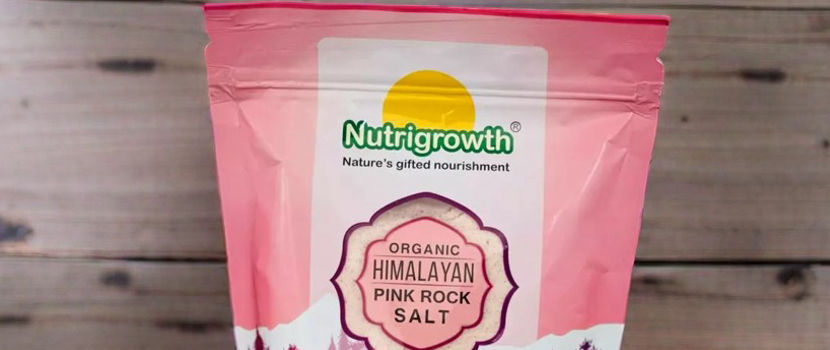 Nutrigrowth®
Nature's gifted nourishment
ORGANIC
HIMALAYAN
PINK ROCK
SALT